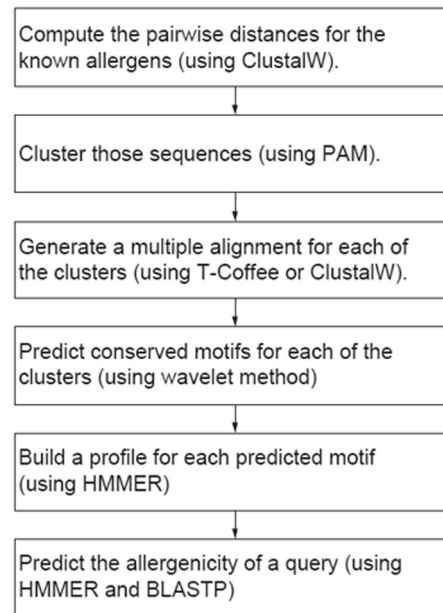 Compute the pairwise distances for the
known allergens (using ClustalW).
Cluster those sequences (using PAM).
Generate a multiple alignment for each of
the clusters (using T-Coffee or ClustalW).
Predict conserved motifs for each of the
clusters (using wavelet method)
Build a profile for each predicted motif
(using HMMER)
Predict the allergenicity of a query (using
HMMER and BLASTP)